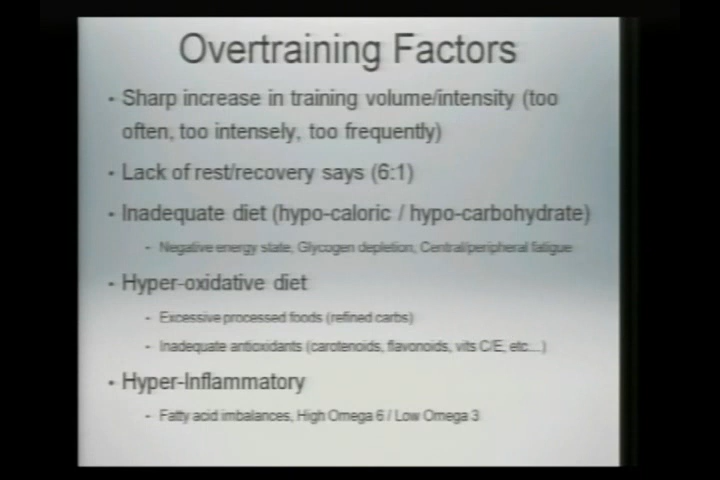 Overtraining Factors
• Sharp increase in training volume/intensity (too
often, too intensely, too frequently)
• Lack of rest/recovery says (6:1)
• Inadequate diet (hypo-caloric / hypo-carbohydrate)
- Negative energy state, Glycogen depletion, Central/peripheral fatigue
• Hyper-oxidative diet
- Excessive processed foods (refined carbs)
- Inadequate antioxidants (carotenoids, flavonoids, vits C/E, etc...)
• Hyper-Inflammatory
- Fatty acid imbalances, High Omega 6 / Low Omega 3